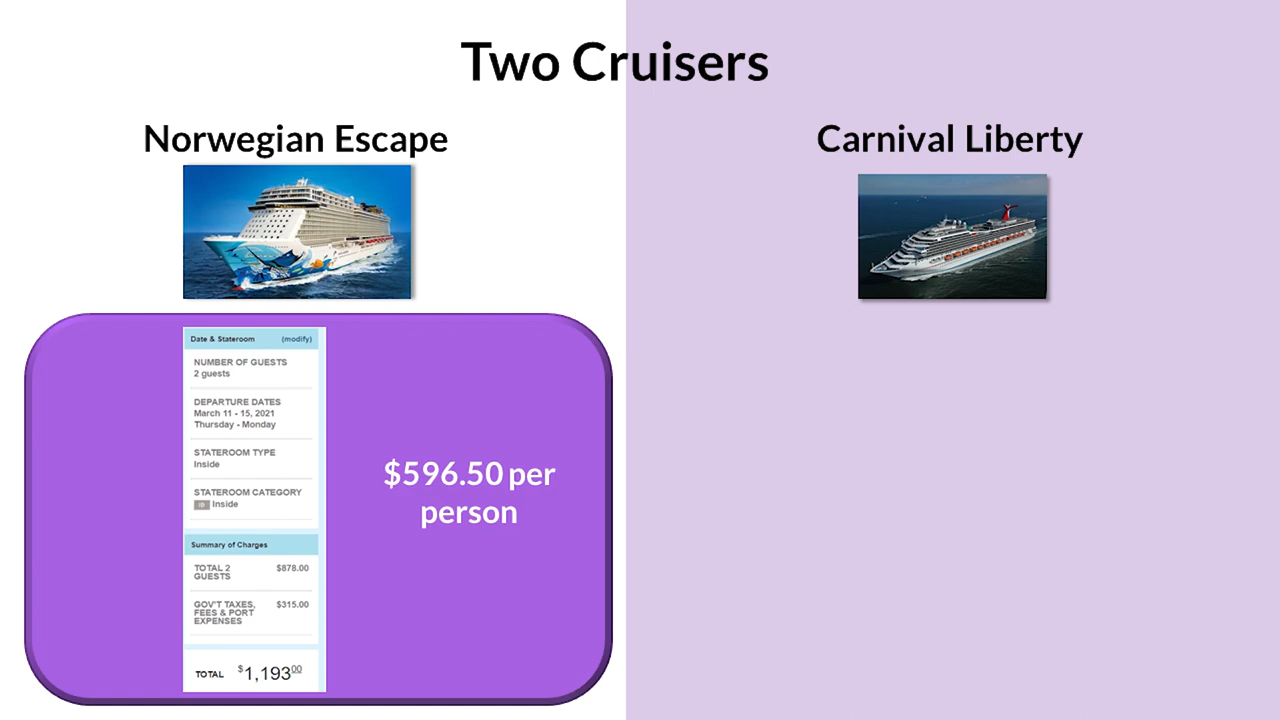 Two Cruisers
Norwegian Escape
Carnival Liberty
Date & Stateroom (modify)
NUMBER OF GUESTS
2 guests
DEPARTURE DATES
March 11 - 15, 2021
Thursday - Monday
STATEROOM TYPE
Inside
STATEROOM CATEGORY
IB Inside
Summary of Charges
TOTAL 2 $878.00
GUESTS
GOV'T TAXES, $315.00
FEES & PORT
EXPENSES
TOTAL $1,193.00
$596.50 per
person